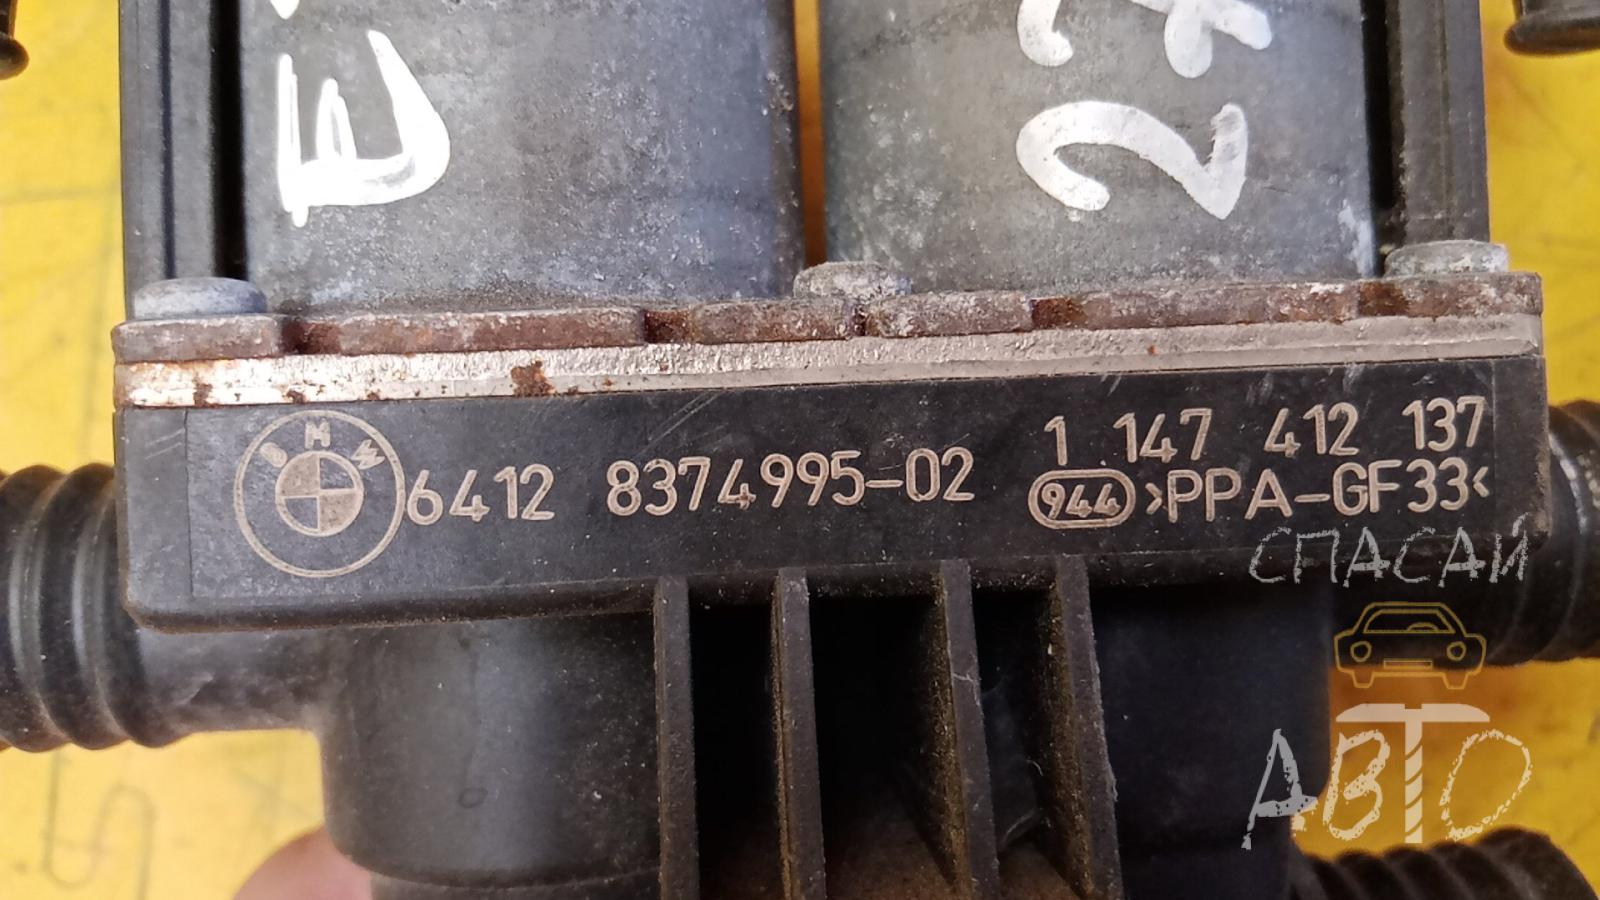 BMW 6412 8374995-02
1 147 412 137
944 >PPA-GF33<
СПАСАЙ
АВТО